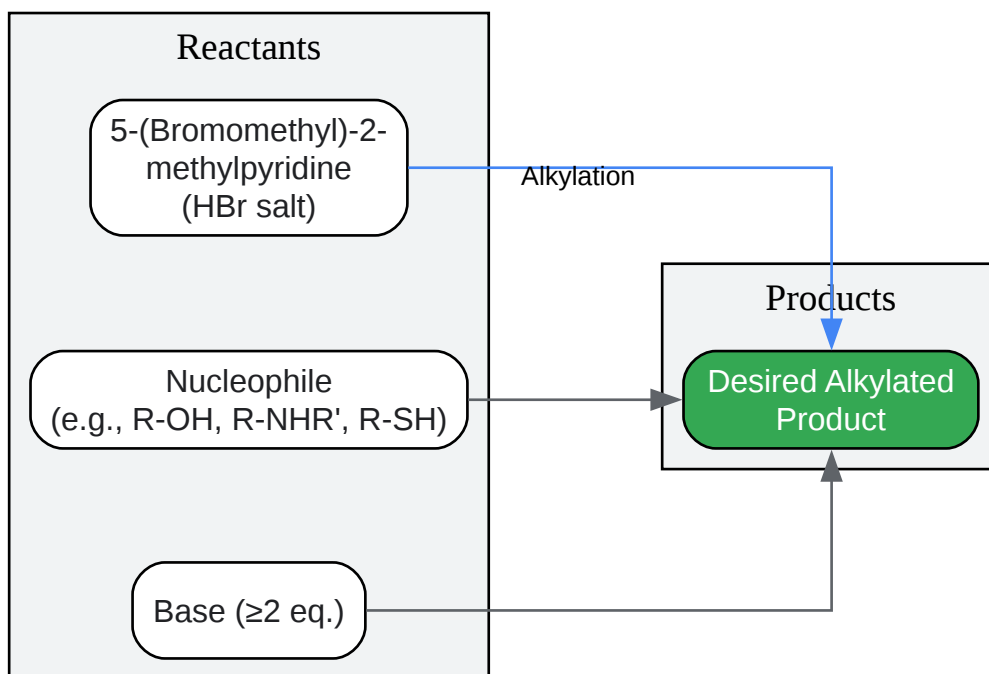 Reactants
5-(Bromomethyl)-2-
methylpyridine
(HBr salt)
Alkylation
Products
Nucleophile
(e.g., R-OH, R-NHR', R-SH)
Desired Alkylated
Product
Base (≥2 eq.)